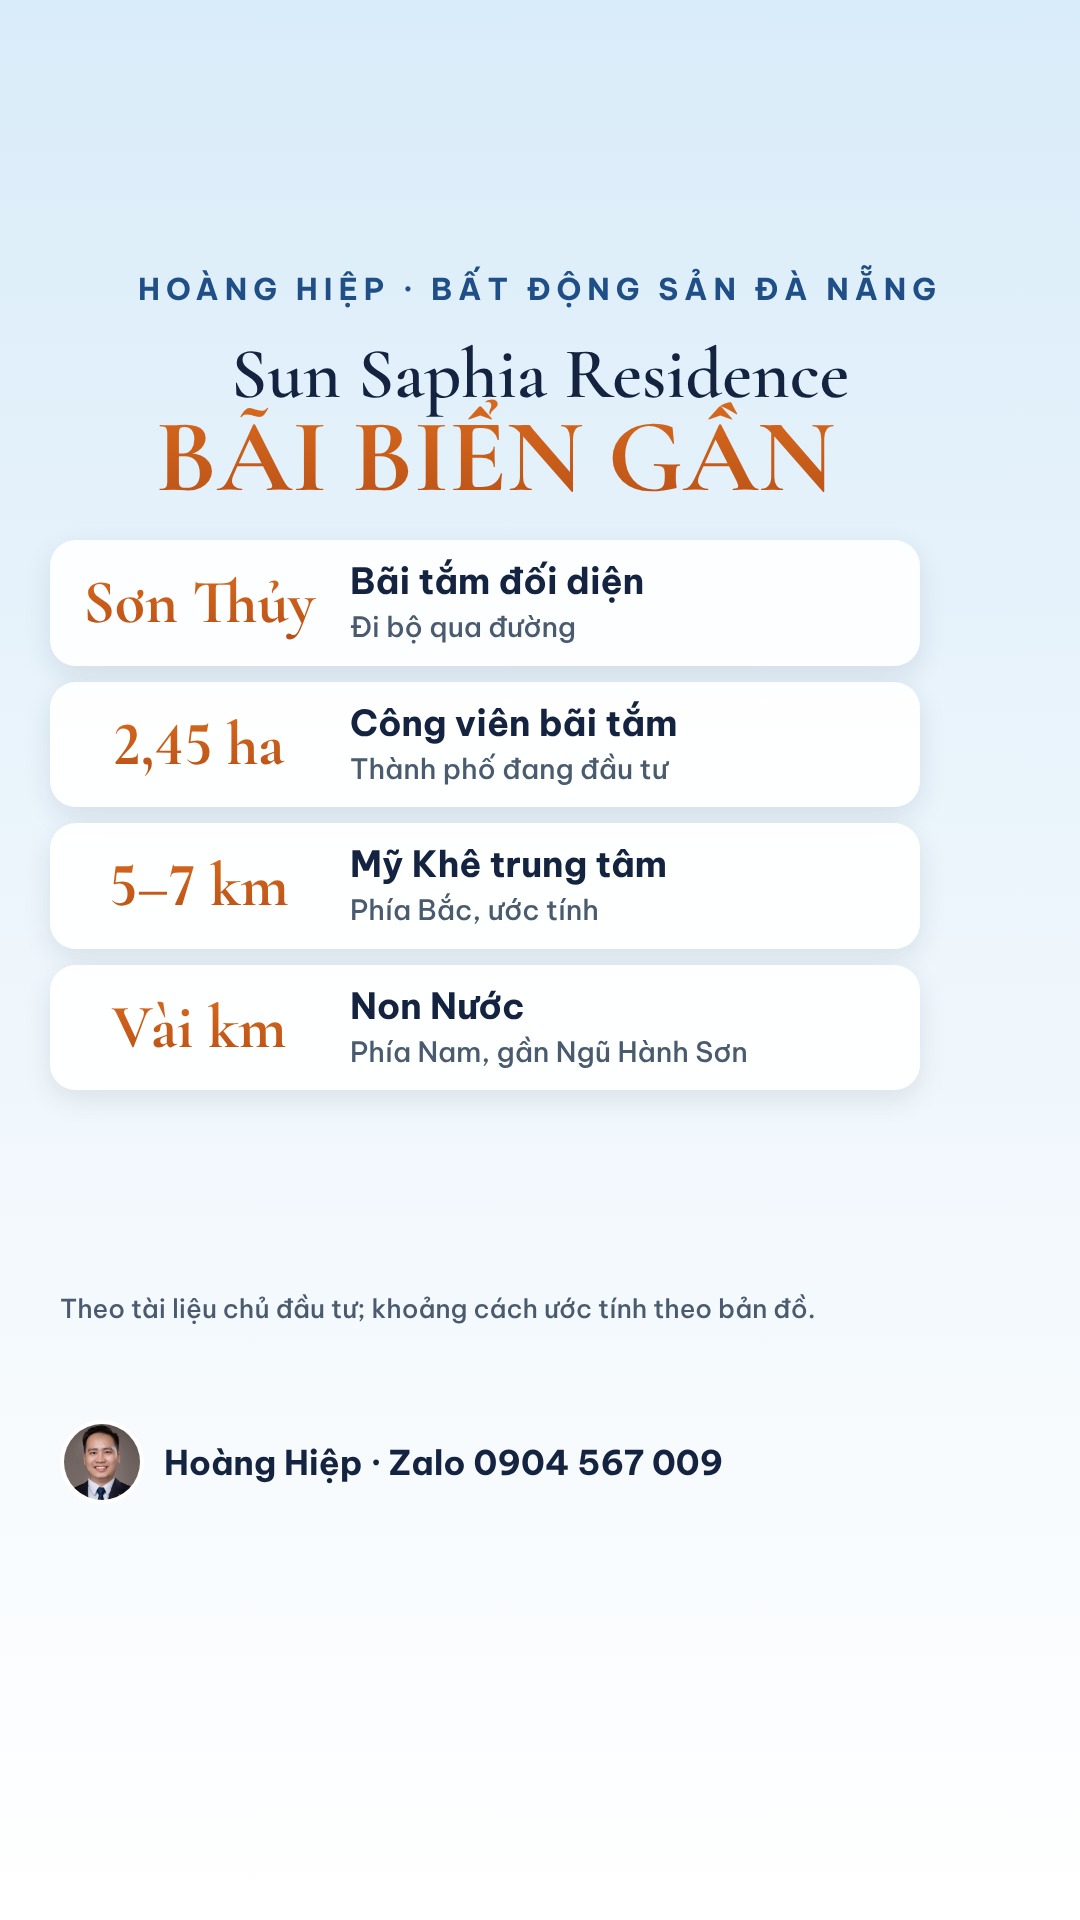 HOÀNG HIỆP · BẤT ĐỘNG SẢN ĐÀ NẴNG
Sun Saphia Residence
BÃI BIỂN GẦN
Sơn Thủy
Bãi tắm đối diện
Đi bộ qua đường
2,45 ha
Công viên bãi tắm
Thành phố đang đầu tư
5–7 km
Mỹ Khê trung tâm
Phía Bắc, ước tính
Vài km
Non Nước
Phía Nam, gần Ngũ Hành Sơn
Theo tài liệu chủ đầu tư; khoảng cách ước tính theo bản đồ.
Hoàng Hiệp · Zalo 0904 567 009